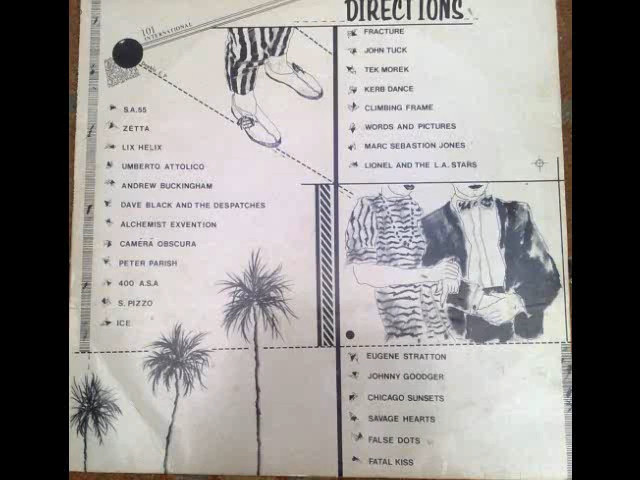 DIRECTIONS
101
INTERNATIONAL
FRACTURE
JOHN TUCK
TEK MOREK
KERB DANCE
CLIMBING FRAME
WORDS AND PICTURES
MARC SEBASTION JONES
LIONEL AND THE L.A. STARS
S.A.55
ZETTA
LIX HELIX
UMBERTO ATTOLICO
ANDREW BUCKINGHAM
DAVE BLACK AND THE DESPATCHES
ALCHEMIST EXVENTION
CAMERA OBSCURA
PETER PARISH
400 A.S.A
S. PIZZO
ICE
EUGENE STRATTON
JOHNNY GOODGER
CHICAGO SUNSETS
SAVAGE HEARTS
FALSE DOTS
FATAL KISS